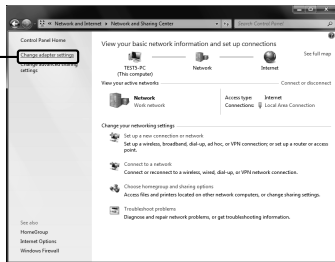 Network and Internet ▸ Network and Sharing Center
Search Control Panel
Control Panel Home
Change adapter settings
Change advanced sharing
settings
View your basic network information and set up connections
See full map
TEST5-PC
(This computer)
Network
Internet
View your active networks
Connect or disconnect
Network
Work network
Access type: Internet
Connections: Local Area Connection
Change your networking settings
Set up a new connection or network
Set up a wireless, broadband, dial-up, ad hoc, or VPN connection; or set up a router or access
point.
Connect to a network
Connect or reconnect to a wireless, wired, dial-up, or VPN network connection.
Choose homegroup and sharing options
Access files and printers located on other network computers, or change sharing settings.
Troubleshoot problems
Diagnose and repair network problems, or get troubleshooting information.
See also
HomeGroup
Internet Options
Windows Firewall